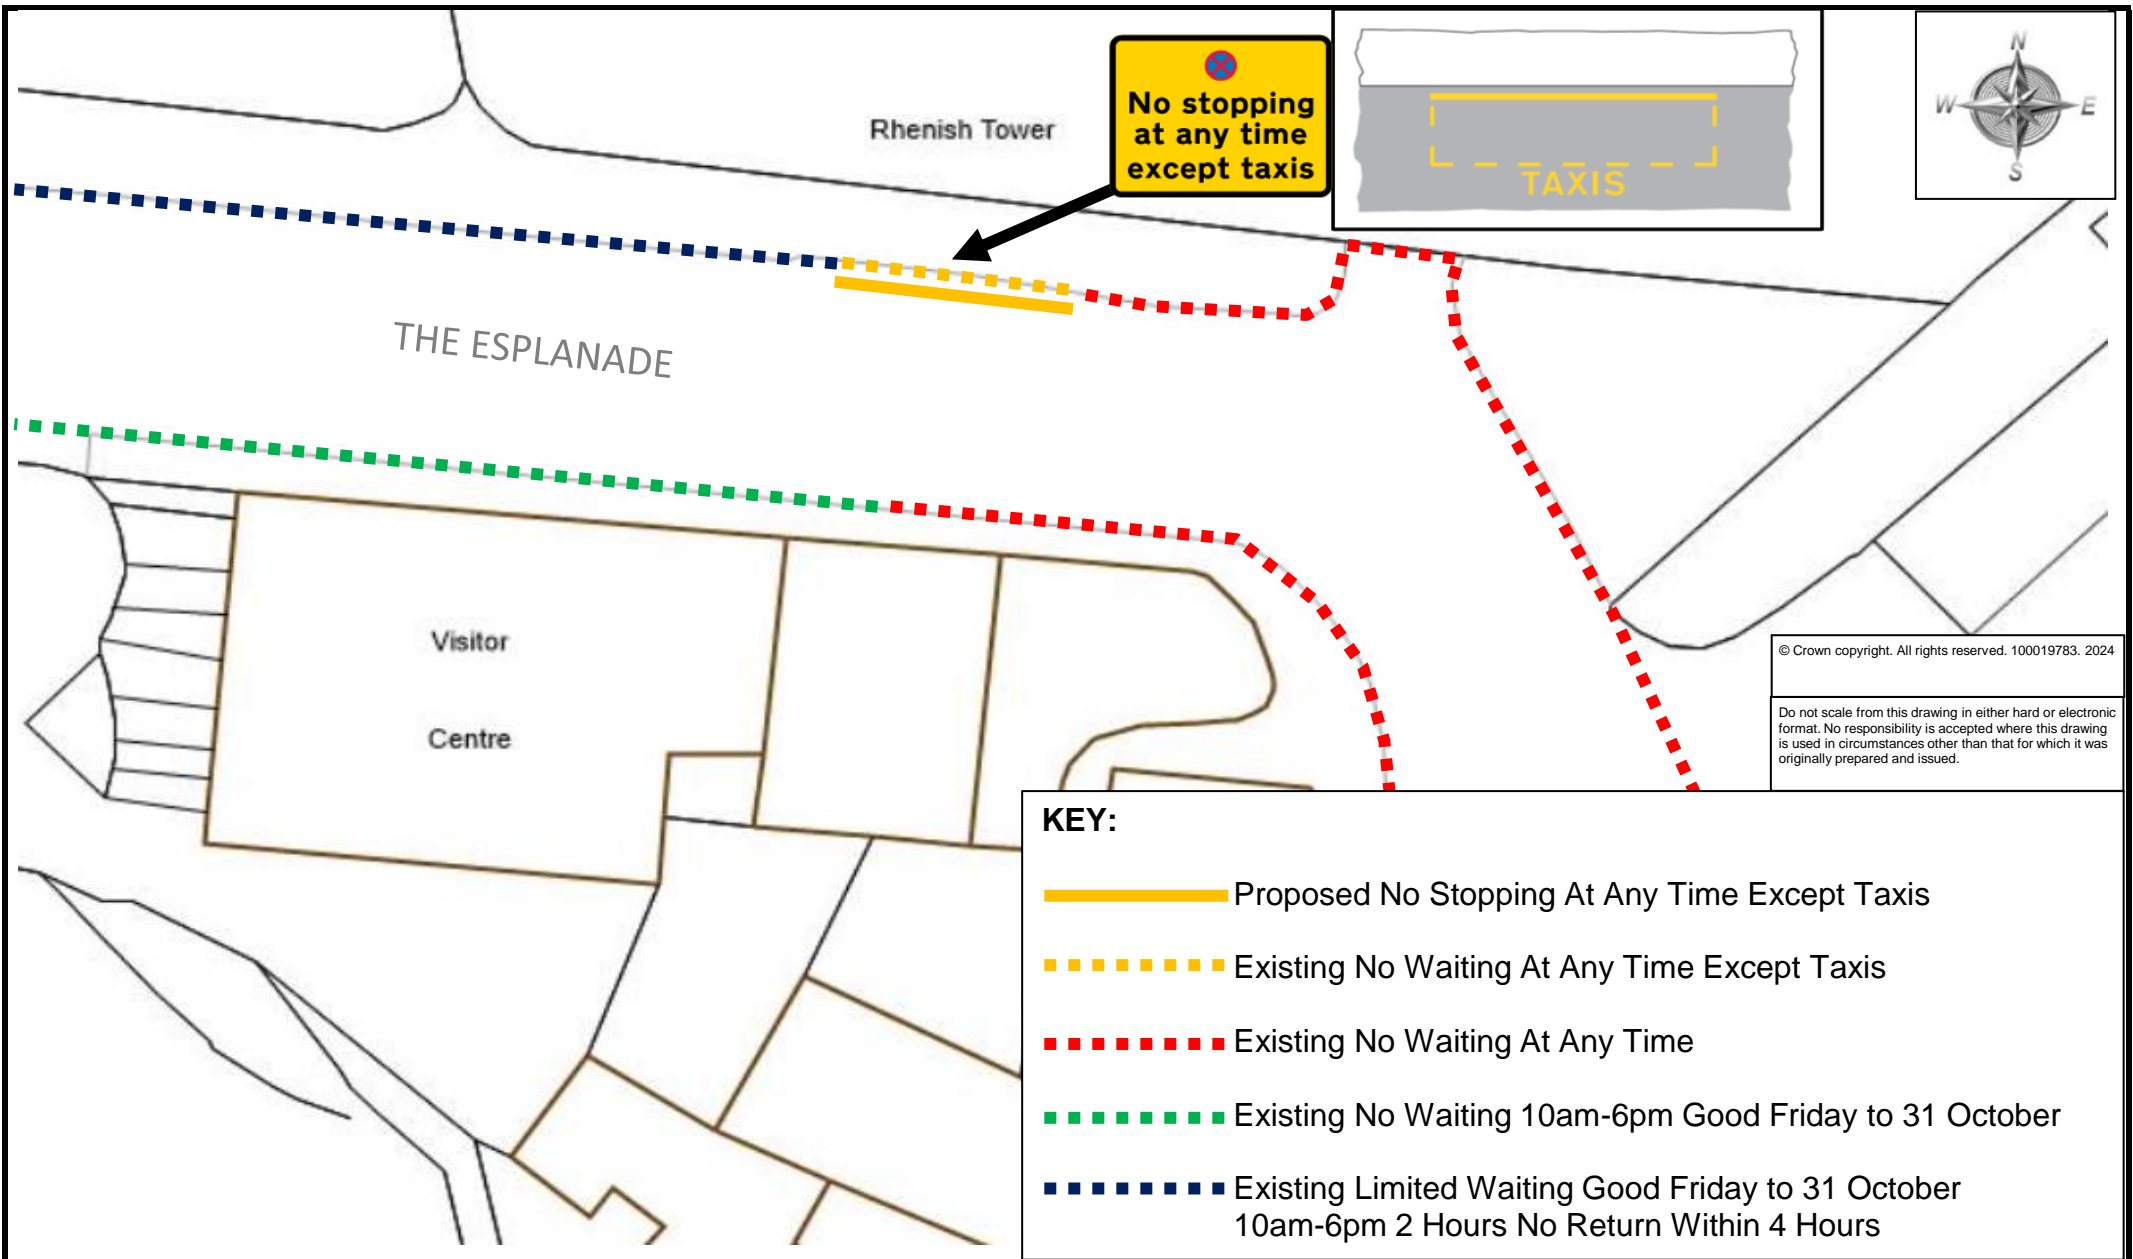 No stopping
at any time
except taxis
TAXIS
N
W
E
S
Rhenish Tower
THE ESPLANADE
Visitor
Centre
© Crown copyright. All rights reserved. 100019783. 2024
Do not scale from this drawing in either hard or electronic
format. No responsibility is accepted where this drawing
is used in circumstances other than that for which it was
originally prepared and issued.
KEY:
Proposed No Stopping At Any Time Except Taxis
Existing No Waiting At Any Time Except Taxis
Existing No Waiting At Any Time
Existing No Waiting 10am-6pm Good Friday to 31 October
Existing Limited Waiting Good Friday to 31 October
10am-6pm 2 Hours No Return Within 4 Hours